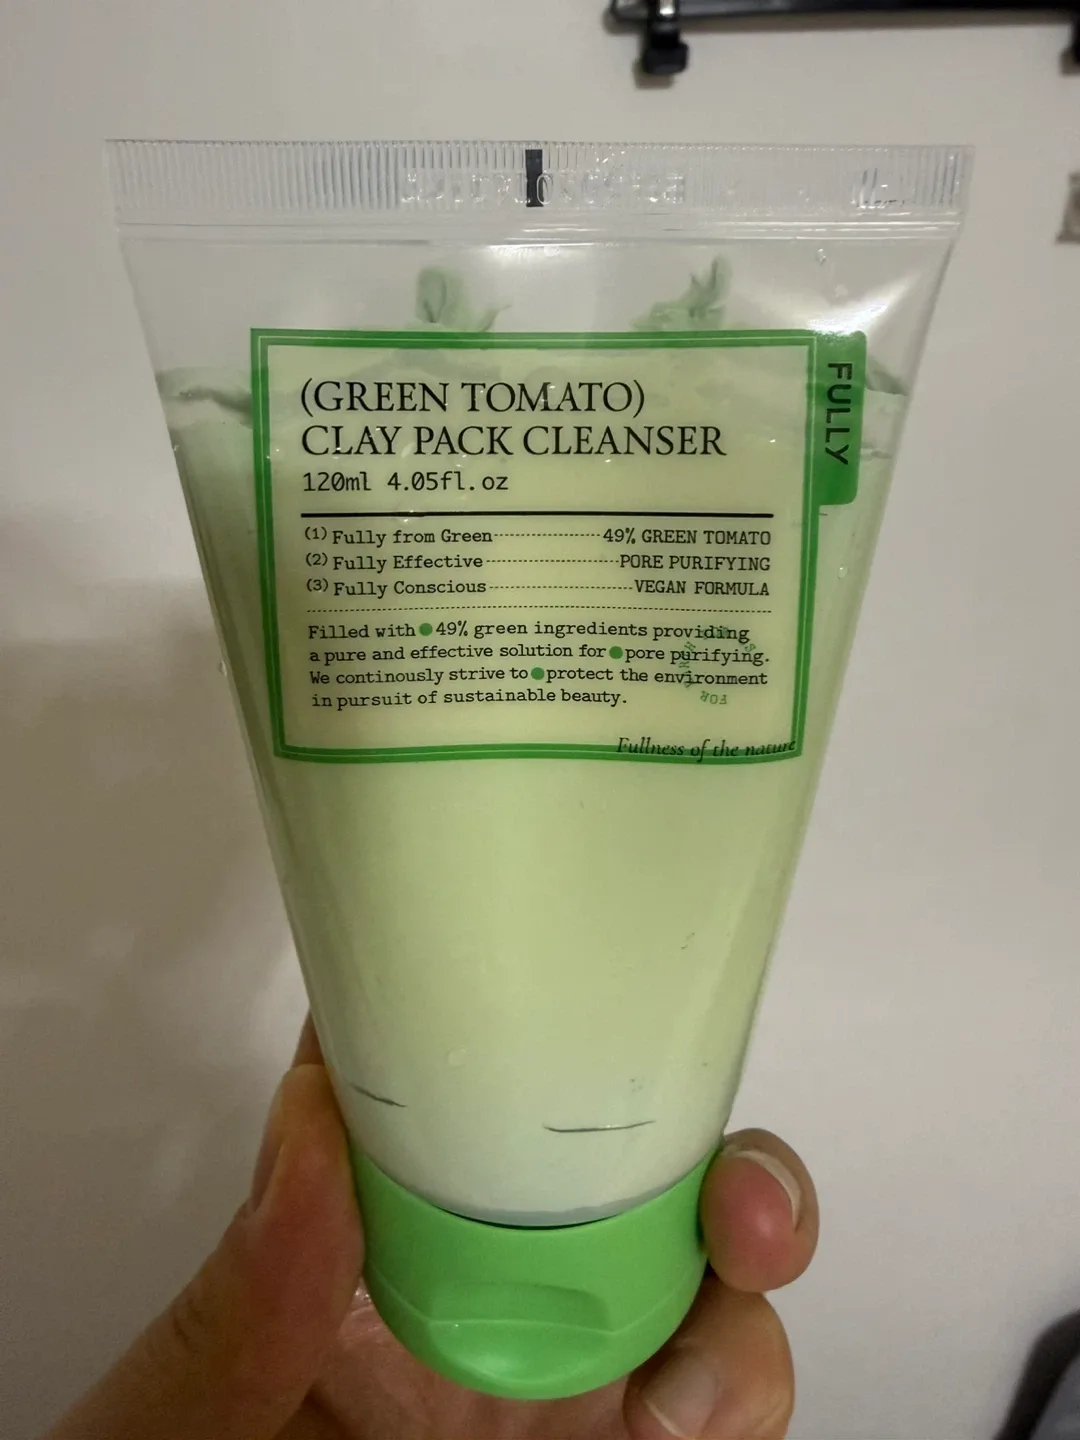 (GREEN TOMATO)
CLAY PACK CLEANSER
120ml 4.05fl.oz
FULLY
(1) Fully from Green 49% GREEN TOMATO
(2) Fully Effective PORE PURIFYING
(3) Fully Conscious VEGAN FORMULA
Filled with 49% green ingredients providing
a pure and effective solution for pore purifying.
We continously strive to protect the environment
in pursuit of sustainable beauty.
FOR
Fullness of the nature